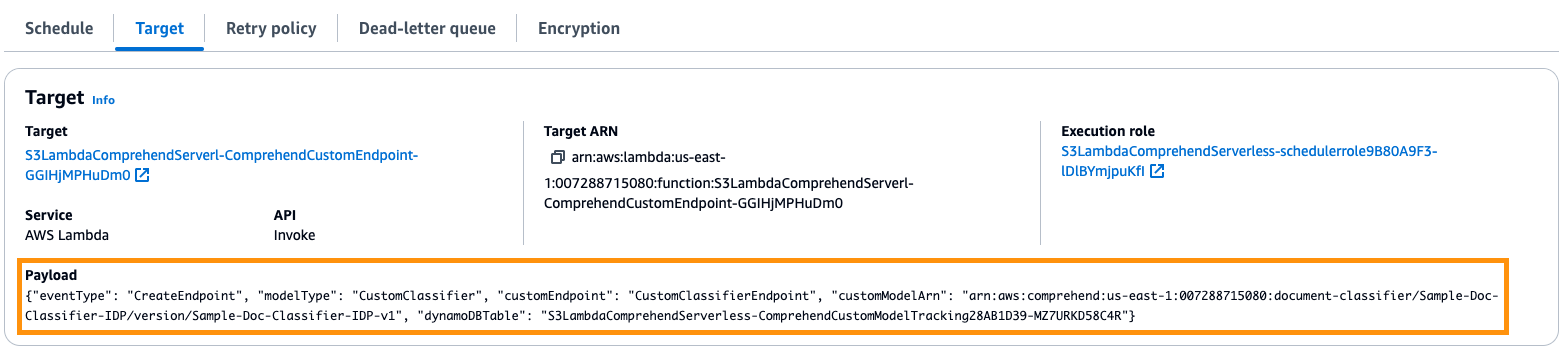 Schedule
Target
Retry policy
Dead-letter queue
Encryption
Target Info
Target
S3LambdaComprehendServerl-ComprehendCustomEndpoint-
GGIHjMPHuDm0
Service
AWS Lambda
API
Invoke
Target ARN
arn:aws:lambda:us-east-
1:007288715080:function:S3LambdaComprehendServerl-
ComprehendCustomEndpoint-GGIHjMPHuDm0
Execution role
S3LambdaComprehendServerless-schedulerrole9B80A9F3-
lDlBYmjpuKfI
Payload
{"eventType": "CreateEndpoint", "modelType": "CustomClassifier", "customEndpoint": "CustomClassifierEndpoint", "customModelArn": "arn:aws:comprehend:us-east-1:007288715080:document-classifier/Sample-Doc-
Classifier-IDP/version/Sample-Doc-Classifier-IDP-v1", "dynamoDBTable": "S3LambdaComprehendServerless-ComprehendCustomModelTracking28AB1D39-MZ7URKD58C4R"}